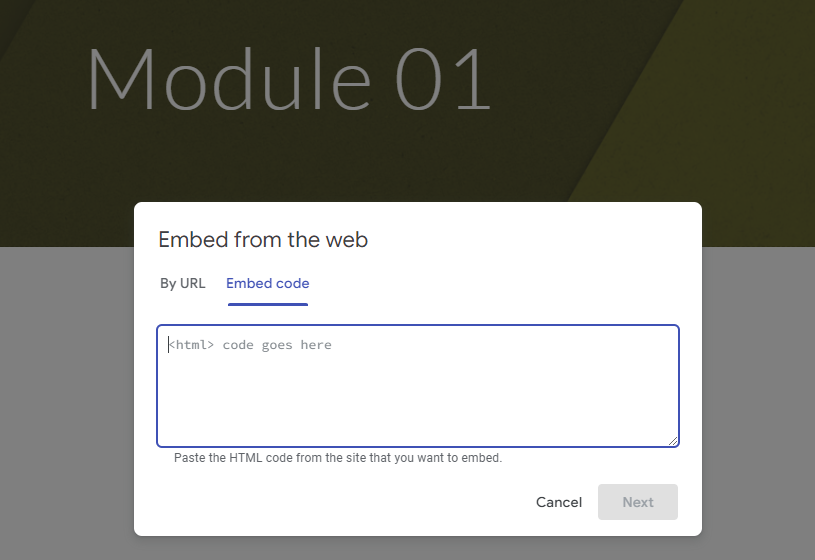 Module 01
Embed from the web
By URL Embed code
<html> code goes here
Paste the HTML code from the site that you want to embed.
Cancel Next